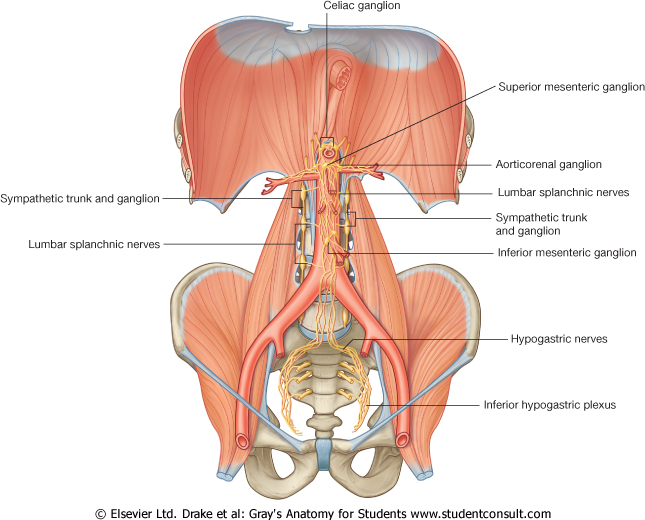 Celiac ganglion
Superior mesenteric ganglion
Aorticorenal ganglion
Lumbar splanchnic nerves
Sympathetic trunk and ganglion
Sympathetic trunk
and ganglion
Lumbar splanchnic nerves
Inferior mesenteric ganglion
Hypogastric nerves
Inferior hypogastric plexus
© Elsevier Ltd. Drake et al: Gray's Anatomy for Students www.studentconsult.com